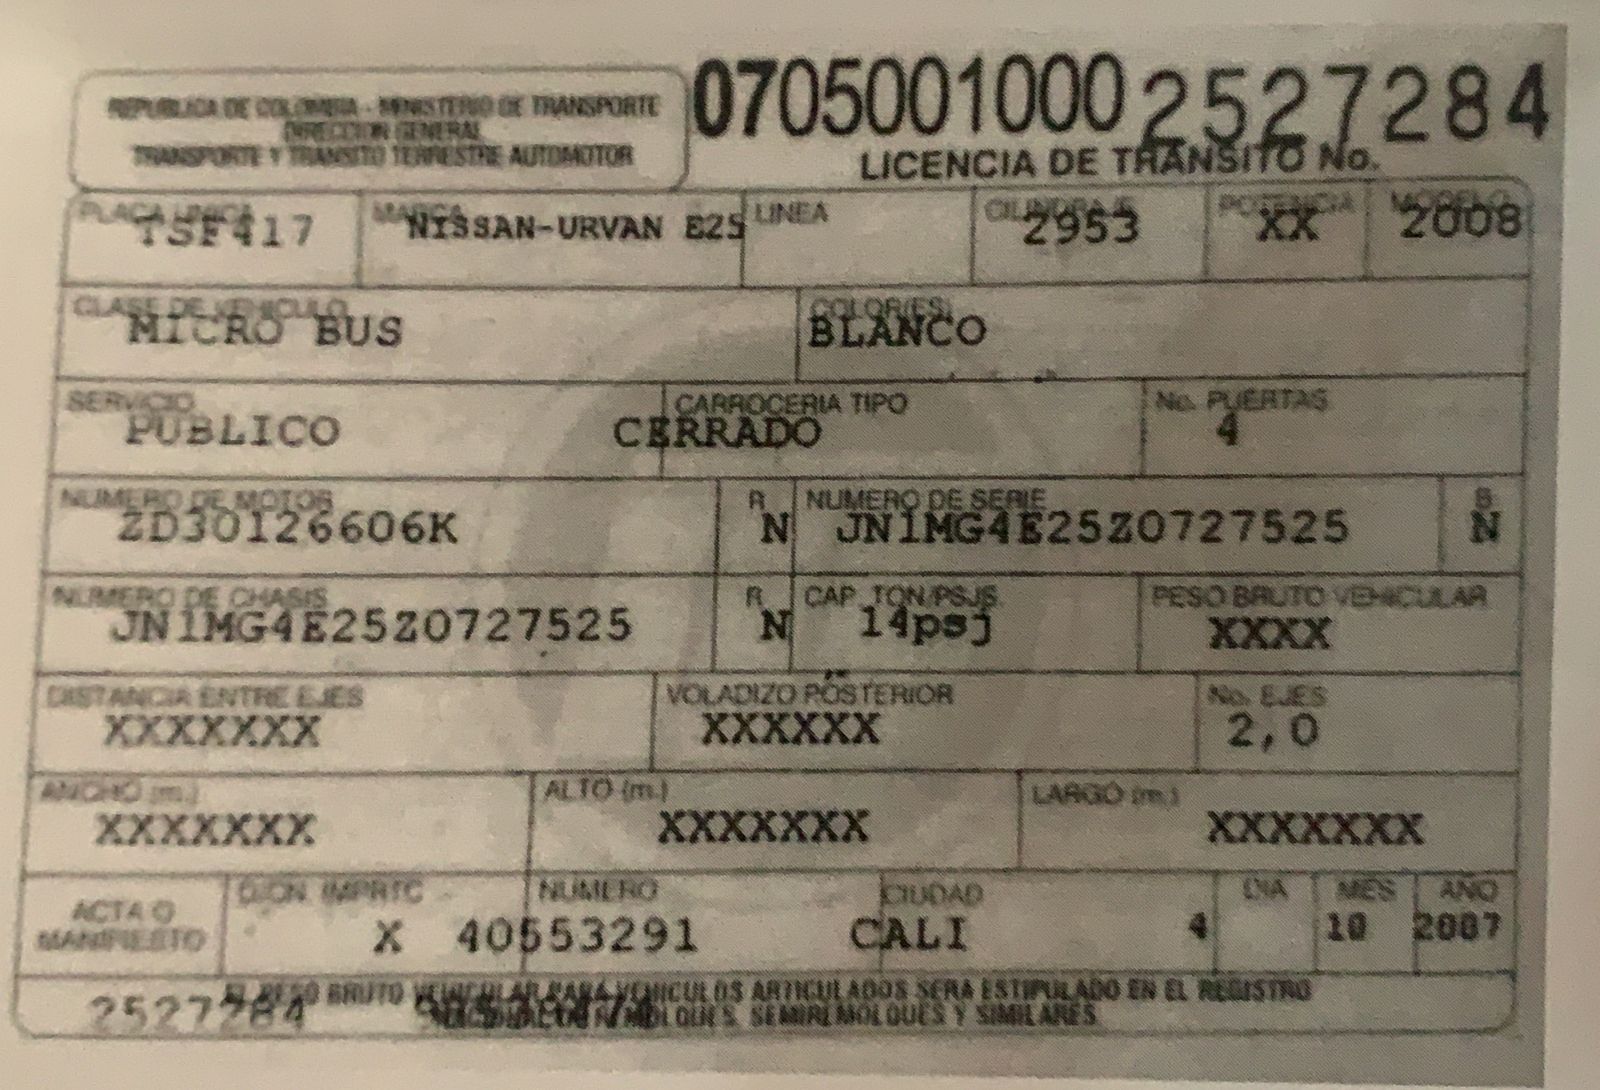 REPUBLICA DE COLOMBIA - MINISTERIO DE TRANSPORTE
DIRECCION GENERAL
TRANSPORTE Y TRANSITO TERRESTRE AUTOMOTOR
07050010002527284
LICENCIA DE TRANSITO No.
PLACA UNICA MARCA LINEA CILINDRAJE POTENCIA MODELO
TSF417 NISSAN-URVAN E25 2953 XX 2008
CLASE DE VEHICULO COLOR(ES)
MICRO BUS BLANCO
SERVICIO CARROCERIA TIPO No. PUERTAS
PUBLICO CERRADO 4
NUMERO DE MOTOR R NUMERO DE SERIE R
ZD30126606K N JN1MG4E25Z0727525 N
NUMERO DE CHASIS R CAP. TON/PSJS PESO BRUTO VEHICULAR
JN1MG4E25Z0727525 N 14psj XXXX
DISTANCIA ENTRE EJES VOLADIZO POSTERIOR No. EJES
XXXXXXX XXXXXX 2,0
ANCHO (m.) ALTO (m.) LARGO (m.)
XXXXXXX XXXXXXX XXXXXXX
ACTA O MANIFIESTO NUMERO CIUDAD DIA MES AÑO
X 40553291 CALI 4 10 2007
EL PESO BRUTO VEHICULAR PARA VEHICULOS ARTICULADOS SERA ESTIPULADO EN EL REGISTRO
2527284 SEMIREMOLQUES Y SIMILARES